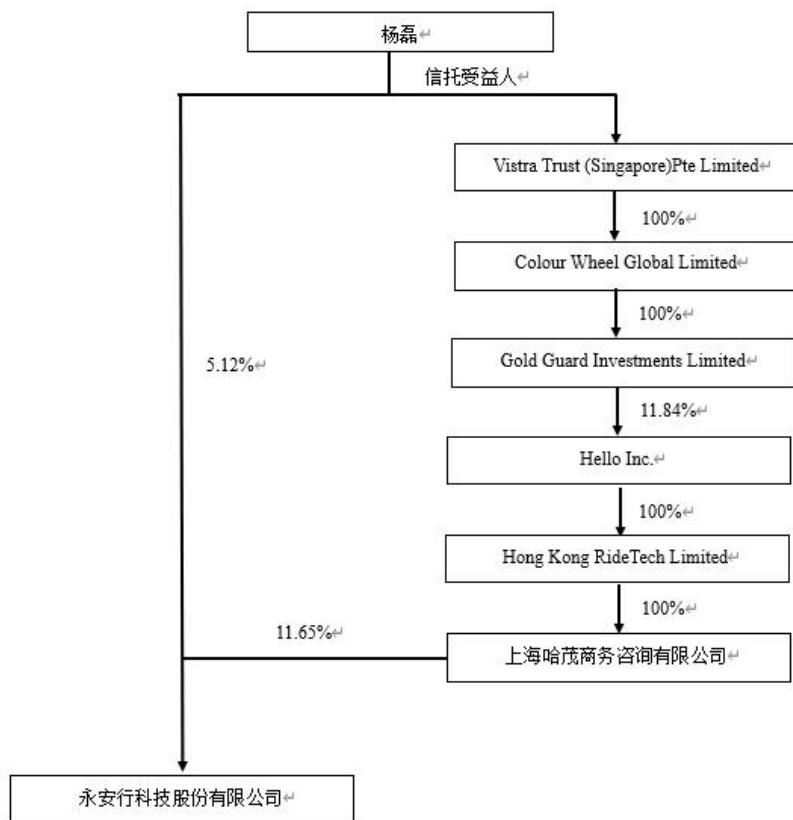 杨磊↵
信托受益人↵
Vistra Trust (Singapore)Pte Limited↵
100%↵
Colour Wheel Global Limited↵
100%↵
Gold Guard Investments Limited↵
5.12%↵
11.84%↵
Hello Inc.↵
100%↵
Hong Kong RideTech Limited↵
100%↵
11.65%↵
上海哈茂商务咨询有限公司↵
永安行科技股份有限公司↵